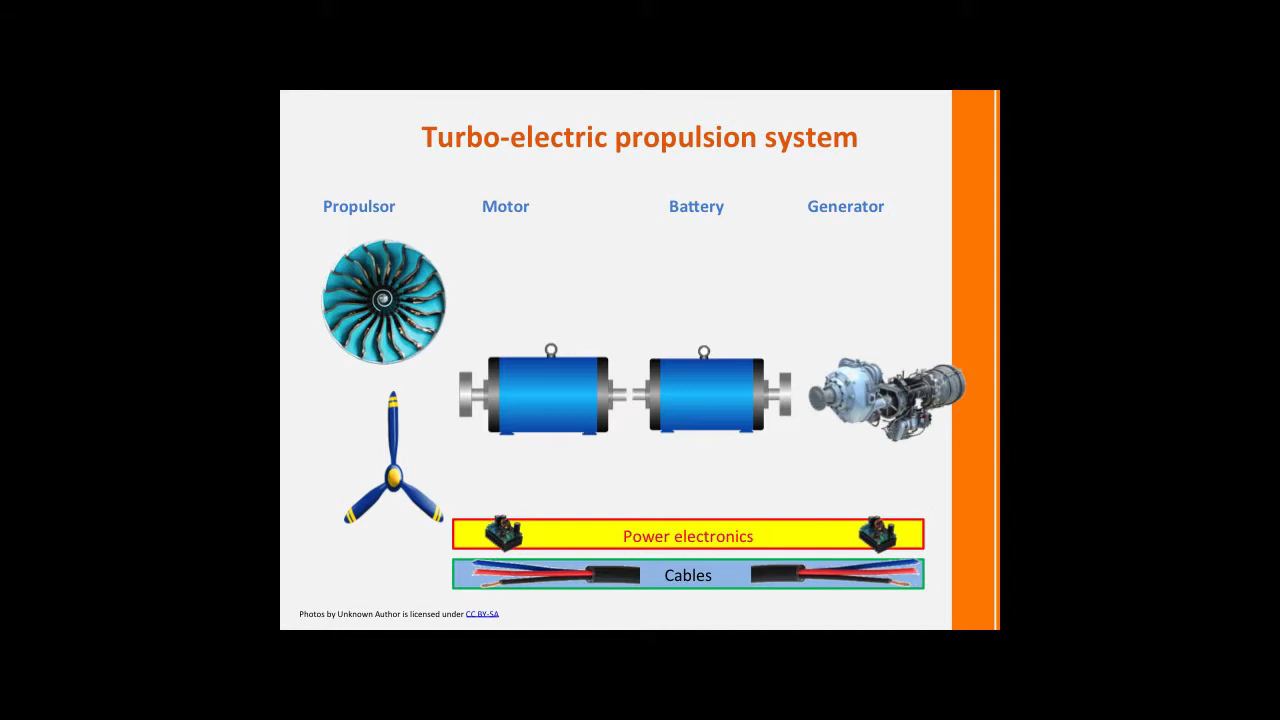 Turbo-electric propulsion system
Propulsor Motor Battery Generator
Power electronics
Cables
Photos by Unknown Author is licensed under CC BY-SA